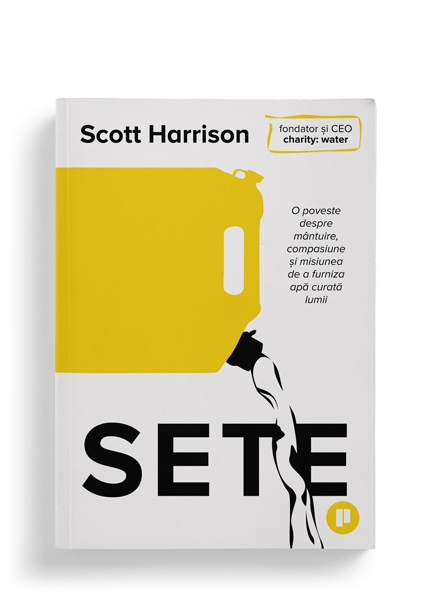 Scott Harrison
fondator și CEO
charity: water
O poveste
despre
mântuire,
compasiune
și misiunea
de a furniza
apă curată
lumii
SETE